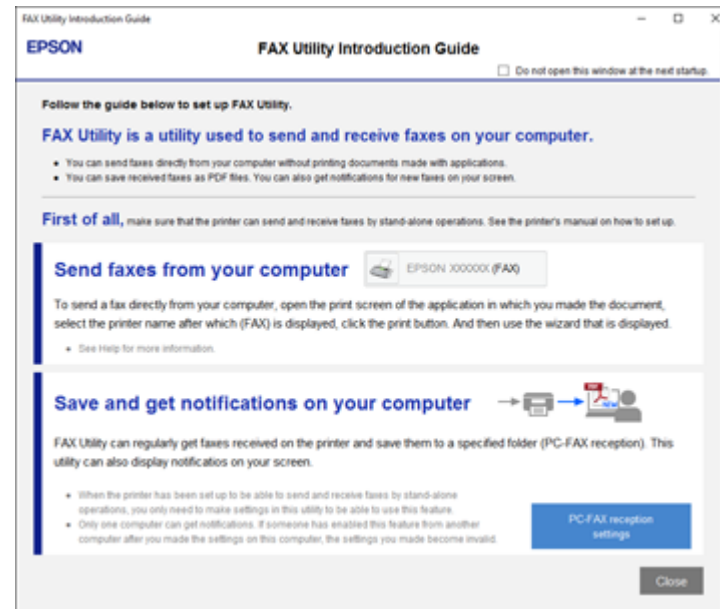 FAX Utility Introduction Guide
EPSON
FAX Utility Introduction Guide
Do not open this window at the next startup.
Follow the guide below to set up FAX Utility.
FAX Utility is a utility used to send and receive faxes on your computer.
• You can send faxes directly from your computer without printing documents made with applications.
• You can save received faxes as PDF files. You can also get notifications for new faxes on your screen.
First of all, make sure that the printer can send and receive faxes by stand-alone operations. See the printer's manual on how to set up.
Send faxes from your computer
EPSON XXXXXX (FAX)
To send a fax directly from your computer, open the print screen of the application in which you made the document,
select the printer name after which (FAX) is displayed, click the print button. And then use the wizard that is displayed.
• See Help for more information.
Save and get notifications on your computer
PDF
NEW
FAX Utility can regularly get faxes received on the printer and save them to a specified folder (PC-FAX reception). This
utility can also display notificatios on your screen.
• When the printer has been set up to be able to send and receive faxes by stand-alone
operations, you only need to make settings in this utility to be able to use this feature.
• Only one computer can get notifications. If someone has enabled this feature from another
computer after you made the settings on this computer, the settings you made become invalid.
PC-FAX reception
settings
Close